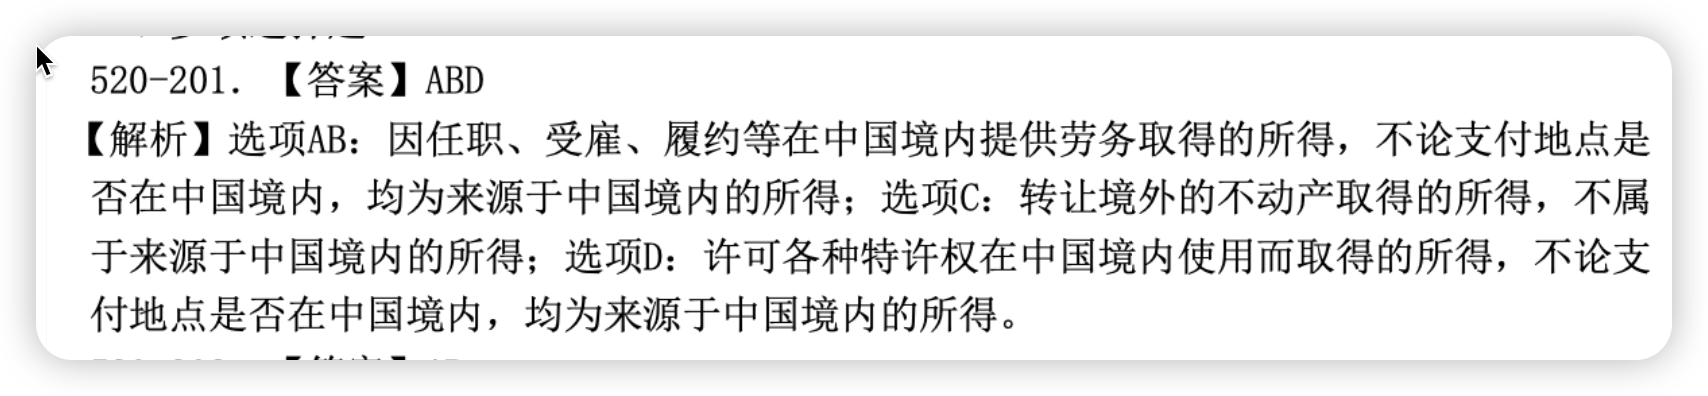 520-201. 【答案】ABD
【解析】选项AB：因任职、受雇、履约等在中国境内提供劳务取得的所得，不论支付地点是
否在中国境内，均为来源于中国境内的所得；选项C：转让境外的不动产取得的所得，不属
于来源于中国境内的所得；选项D：许可各种特许权在中国境内使用而取得的所得，不论支
付地点是否在中国境内，均为来源于中国境内的所得。